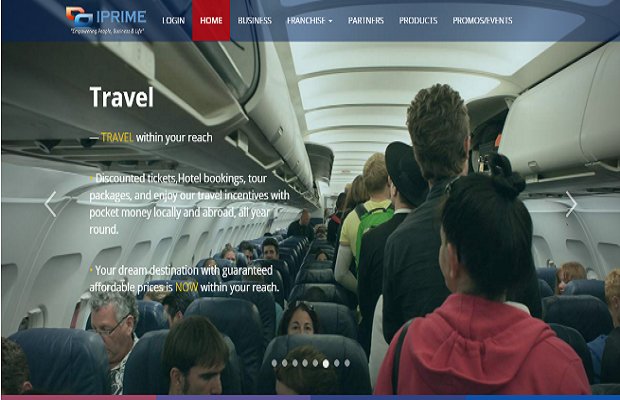 IPRIME
"Empowering People, Business & Life"
LOGIN
HOME
BUSINESS
FRANCHISE
PARTNERS
PRODUCTS
PROMOS/EVENTS
Travel
— TRAVEL within your reach
· Discounted tickets,Hotel bookings, tour
packages, and enjoy our travel incentives with
pocket money locally and abroad, all year
round.
· Your dream destination with guaranteed
affordable prices is NOW within your reach.